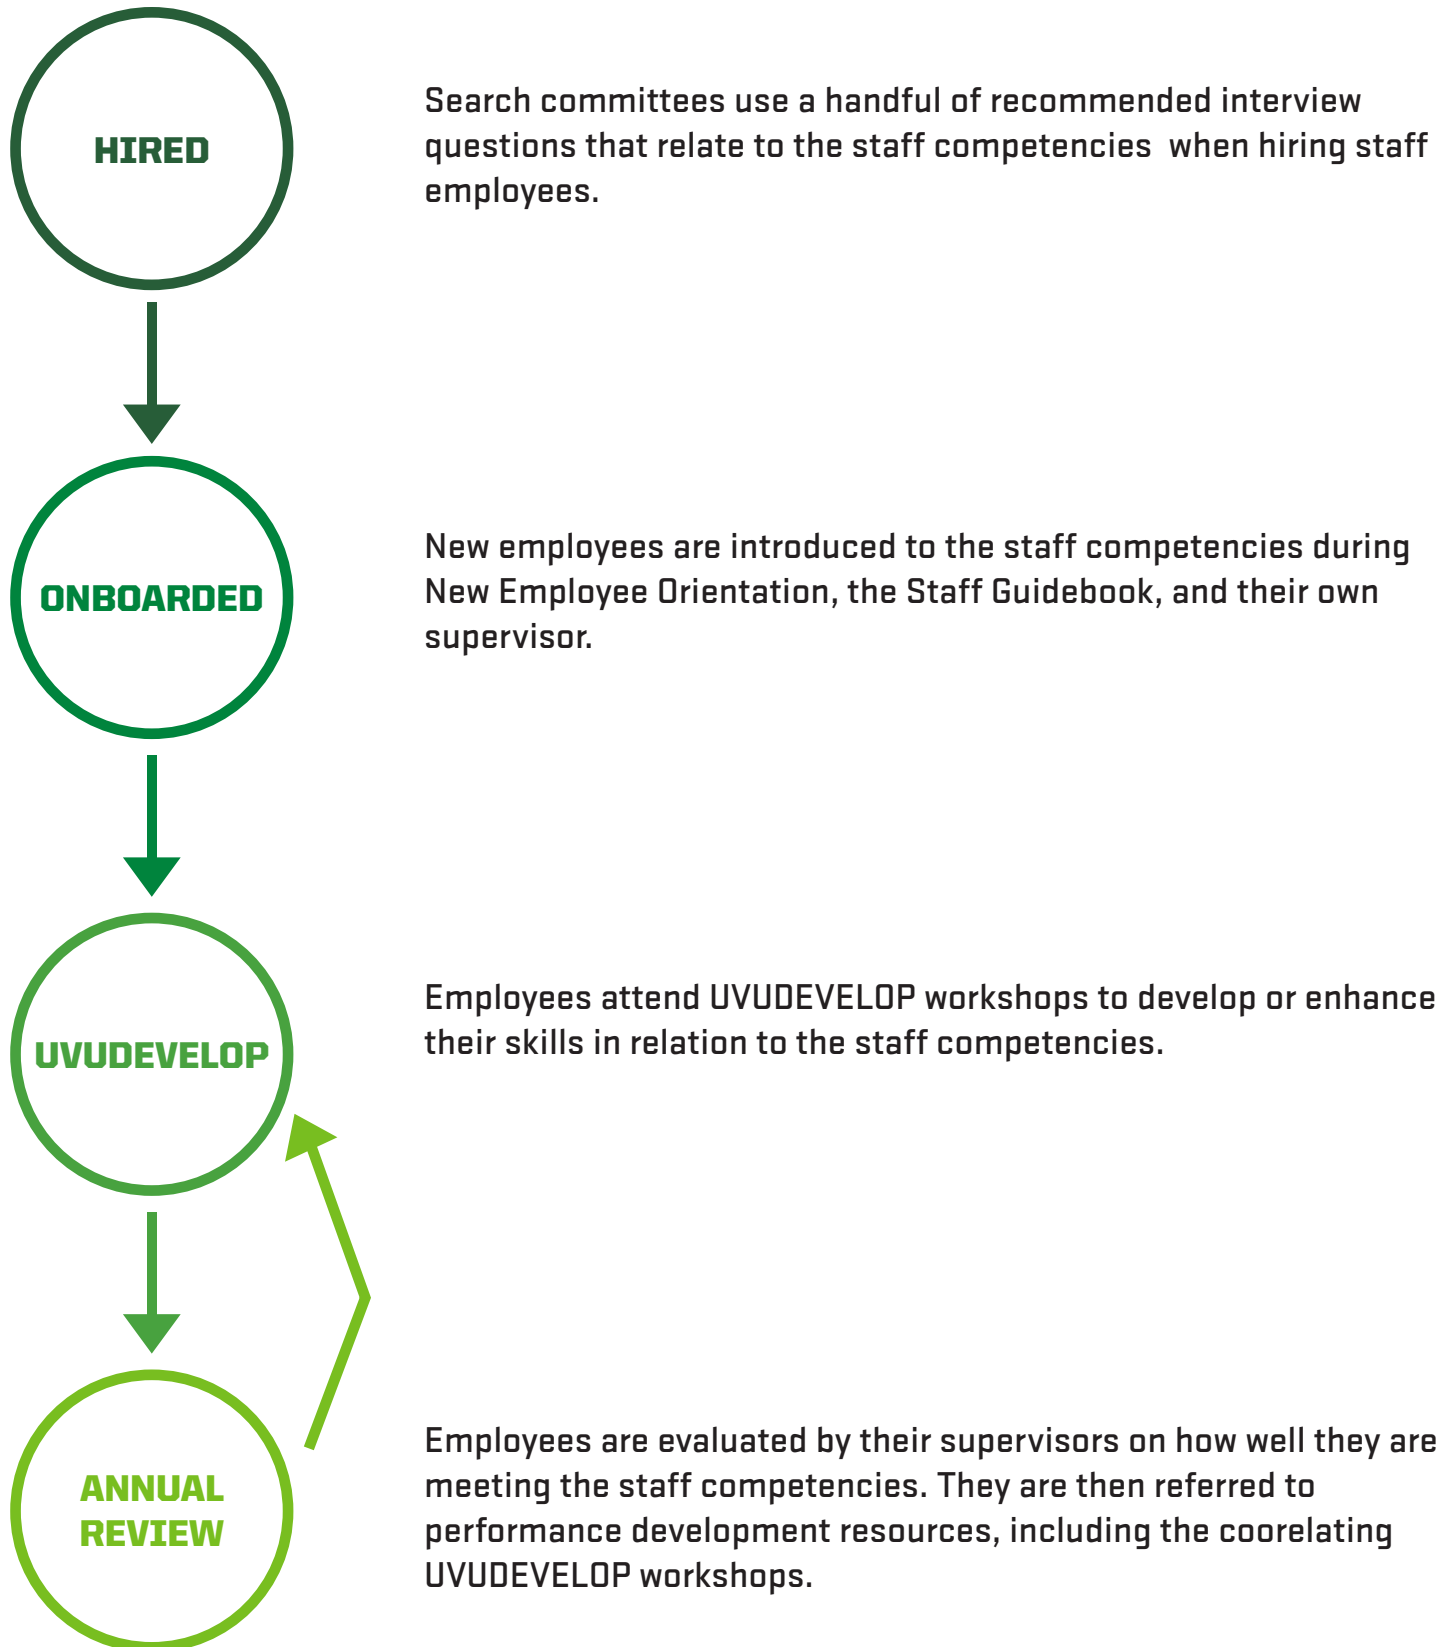 HIRED
Search committees use a handful of recommended interview
questions that relate to the staff competencies  when hiring staff
employees.
ONBOARDED
New employees are introduced to the staff competencies during
New Employee Orientation, the Staff Guidebook, and their own
supervisor.
UVUDEVELOP
Employees attend UVUDEVELOP workshops to develop or enhance
their skills in relation to the staff competencies.
ANNUAL
REVIEW
Employees are evaluated by their supervisors on how well they are
meeting the staff competencies. They are then referred to
performance development resources, including the coorelating
UVUDEVELOP workshops.